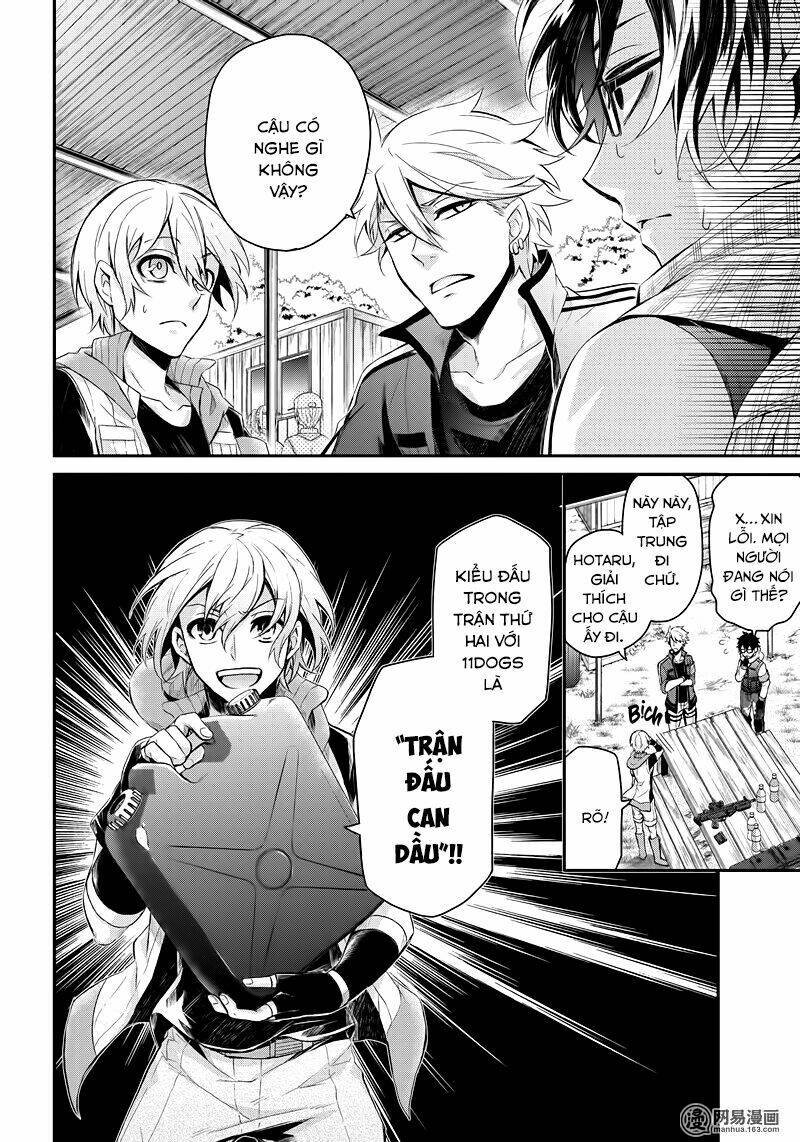 CẬU CÓ
NGHE GÌ
KHÔNG
VẬY?
X...XIN
LỖI. MỌI
NGƯỜI
ĐANG NÓI
GÌ THẾ?
NÀY NÀY,
TẬP
TRUNG
ĐI
CHỨ.
HOTARU,
GIẢI
THÍCH
CHO CẬU
ẤY ĐI.
BỊCH
RÕ!
KIỂU ĐẤU
TRONG
TRẬN THỨ
HAI VỚI
11DOGS
LÀ
"TRẬN
ĐẤU
CAN
DẦU"!!
网易漫画
manhua.163.com